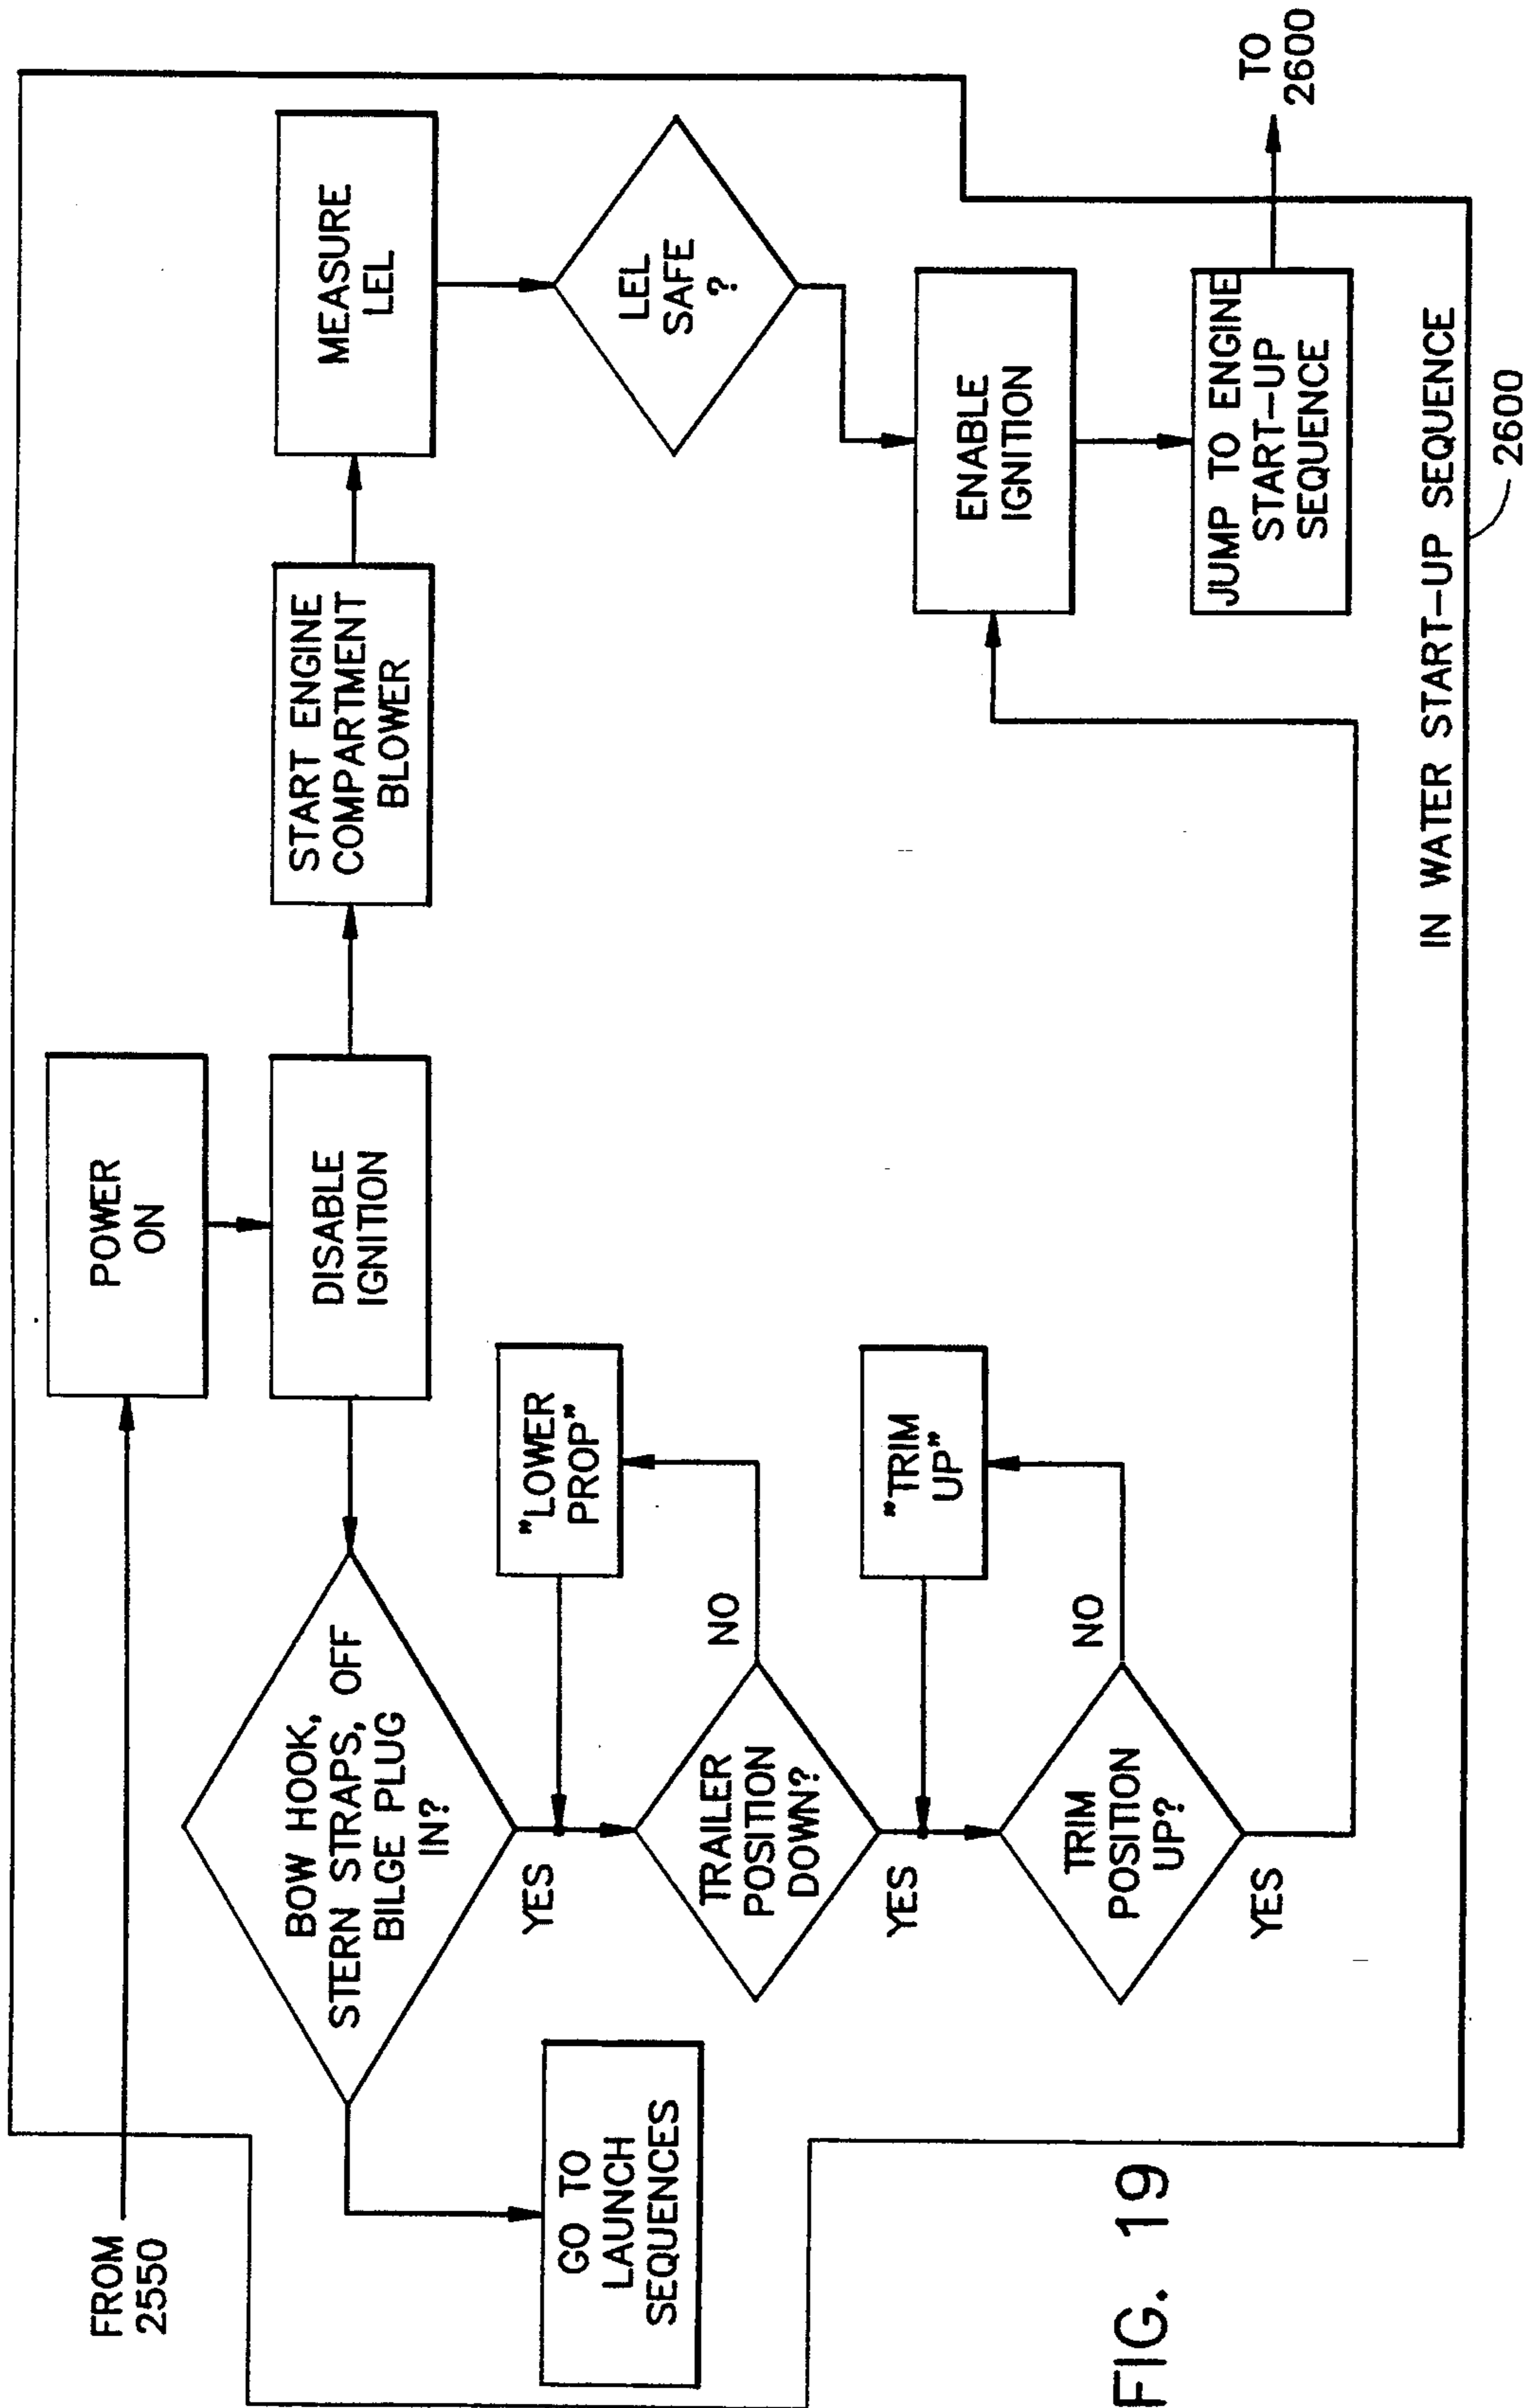 FROM
2550
POWER
ON
DISABLE
IGNITION
START ENGINE
COMPARTMENT
BLOWER
MEASURE
LEL
LEL
SAFE
?
BOW HOOK,
STERN STRAPS, OFF
BILGE PLUG
IN?
GO TO
LAUNCH
SEQUENCES
YES
"LOWER
PROP"
TRAILER
POSITION
DOWN?
NO
YES
"TRIM
UP"
TRIM
POSITION
UP?
NO
YES
ENABLE
IGNITION
JUMP TO ENGINE
START-UP
SEQUENCE
TO
2600
IN WATER START-UP SEQUENCE
2600
FIG. 19